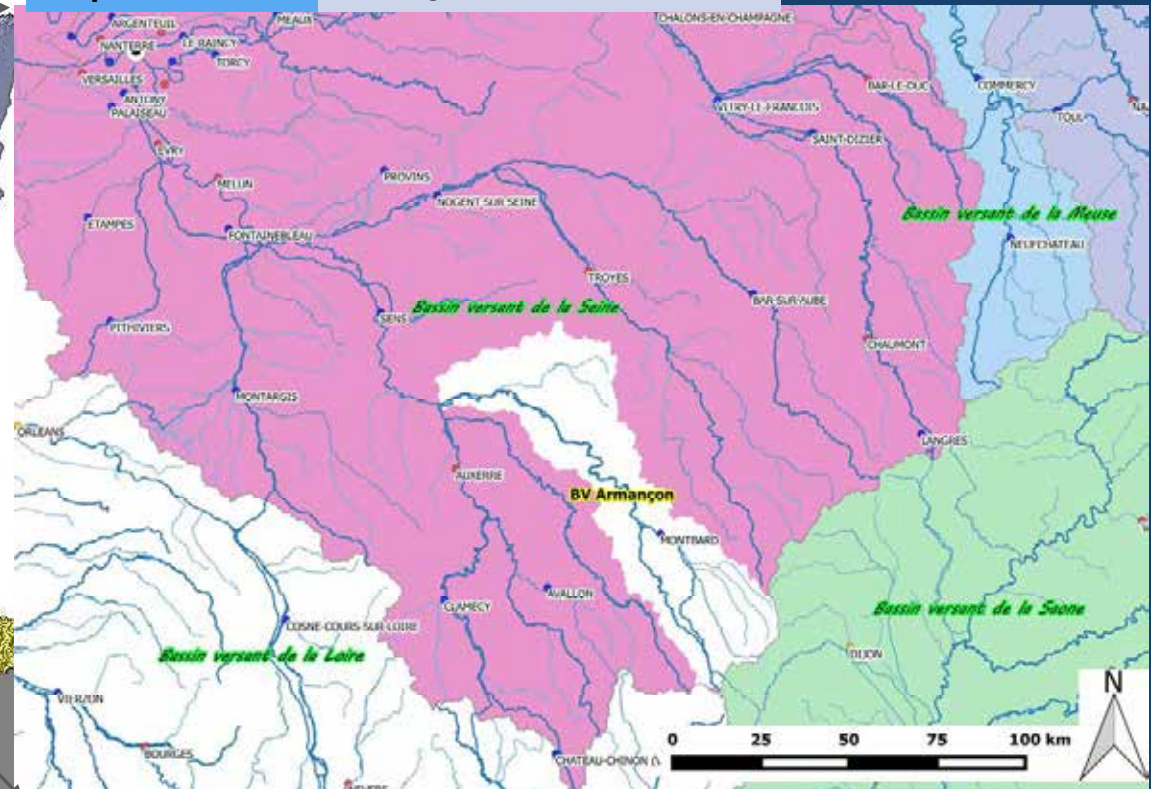 ARGENTEUIL
MEAUX
CHALONS-EN-CHAMPAGNE
NANTERRE
LE RAINCY
TORCY
VERSAILLES
ANTONY
PALAISEAU
BAR-LE-DUC
COMMERCY
VITRY-LE-FRANCOIS
TOUL
SAINT-DIZIER
EVRY
MELUN
PROVINS
NOGENT-SUR-SEINE
Bassin versant de la Meuse
ETAMPES
FONTAINEBLEAU
NEUFCHATEAU
TROYES
BAR-SUR-AUBE
Bassin versant de la Seine
SENS
PITHIVIERS
CHAUMONT
MONTARGIS
ORLEANS
LANGRES
AUXERRE
BV Armançon
MONTBARD
AVALLON
CLAMECY
Bassin versant de la Saone
COSNE-COURS-SUR-LOIRE
Bassin versant de la Loire
DIJON
VIERZON
N
BOURGES
CHATEAU-CHINON
0 25 50 75 100 km